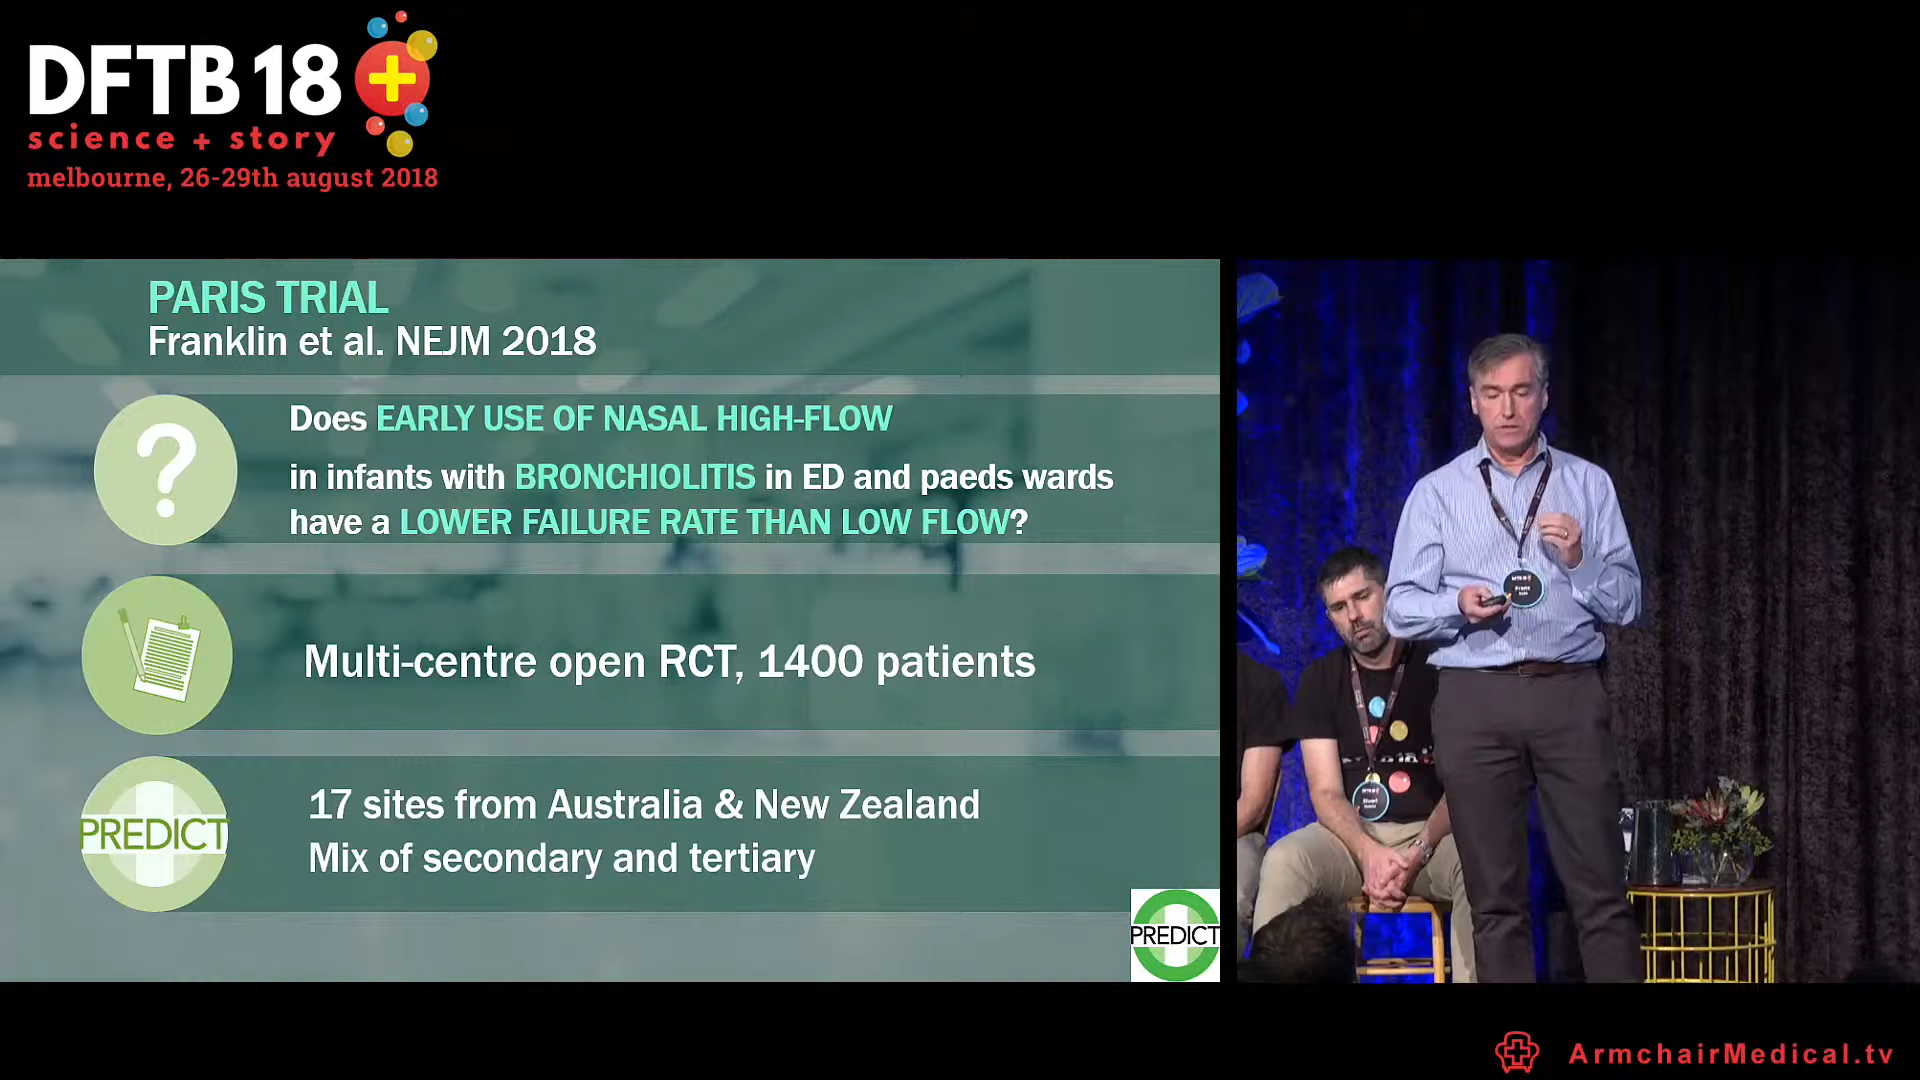 DFTB 18
science + story
melbourne, 26-29th august 2018
PARIS TRIAL
Franklin et al. NEJM 2018
?
Does EARLY USE OF NASAL HIGH-FLOW
in infants with BRONCHIOLITIS in ED and paeds wards
have a LOWER FAILURE RATE THAN LOW FLOW?
Multi-centre open RCT, 1400 patients
PREDICT
17 sites from Australia & New Zealand
Mix of secondary and tertiary
PREDICT
Franz
Stuart
ArmchairMedical.tv